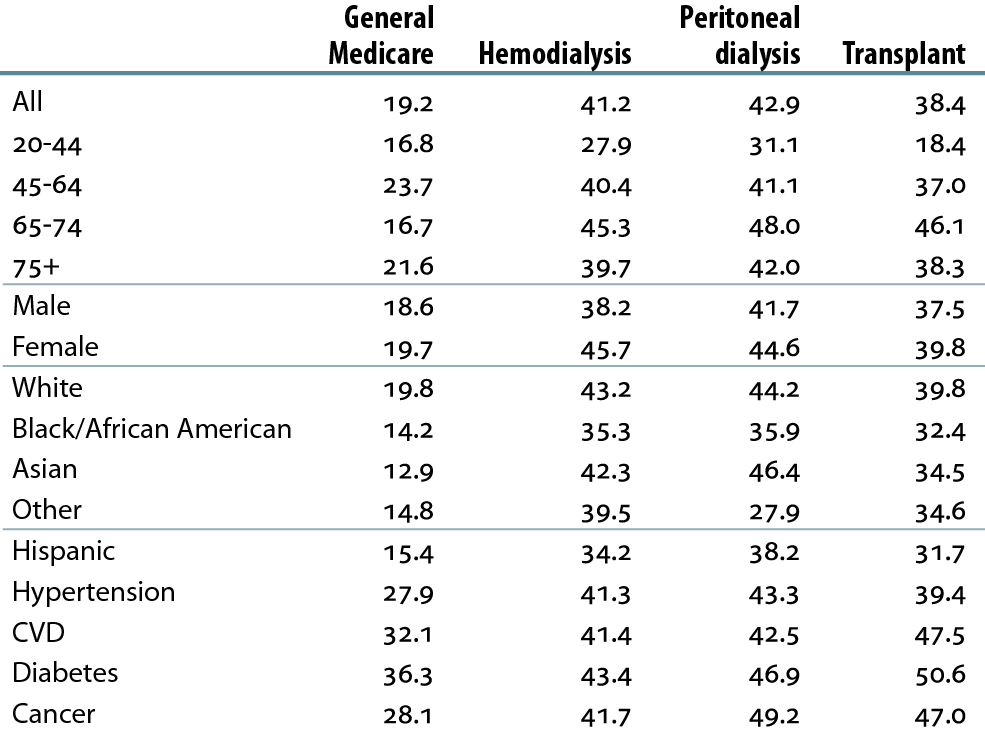 General Medicare Hemodialysis Peritoneal dialysis Transplant
All 19.2 41.2 42.9 38.4
20-44 16.8 27.9 31.1 18.4
45-64 23.7 40.4 41.1 37.0
65-74 16.7 45.3 48.0 46.1
75+ 21.6 39.7 42.0 38.3
Male 18.6 38.2 41.7 37.5
Female 19.7 45.7 44.6 39.8
White 19.8 43.2 44.2 39.8
Black/African American 14.2 35.3 35.9 32.4
Asian 12.9 42.3 46.4 34.5
Other 14.8 39.5 27.9 34.6
Hispanic 15.4 34.2 38.2 31.7
Hypertension 27.9 41.3 43.3 39.4
CVD 32.1 41.4 42.5 47.5
Diabetes 36.3 43.4 46.9 50.6
Cancer 28.1 41.7 49.2 47.0